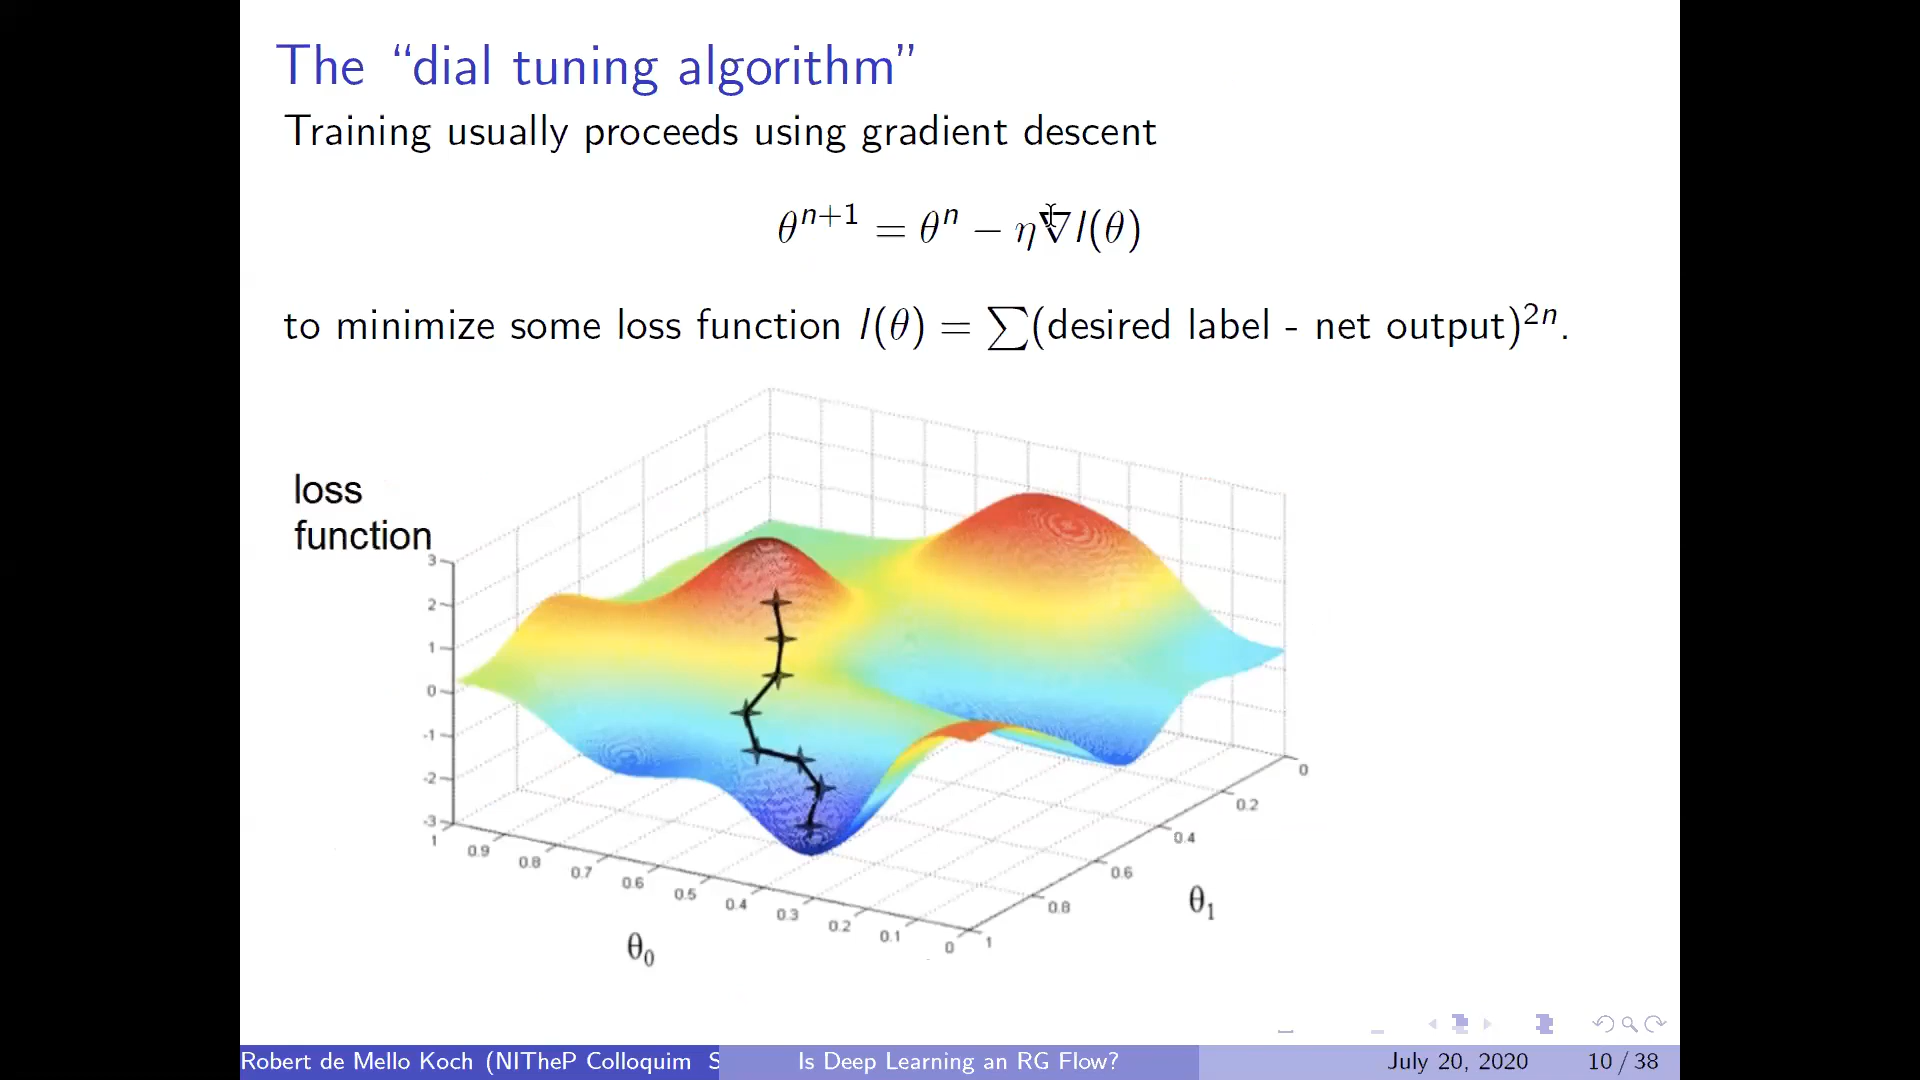 The “dial tuning algorithm”
Training usually proceeds using gradient descent
θ^{n+1} = θ^n − η∇l(θ)
to minimize some loss function l(θ) = ∑(desired label - net output)^{2n}.
loss
function
3
2
1
0
-1
-2
-3
1
0.9
0.8
0.7
0.6
0.5
0.4
0.3
0.2
0.1
0
θ₀
0
0.2
0.4
0.6
0.8
1
θ₁
Robert de Mello Koch (NITheP Colloquim S
Is Deep Learning an RG Flow?
July 20, 2020
10 / 38